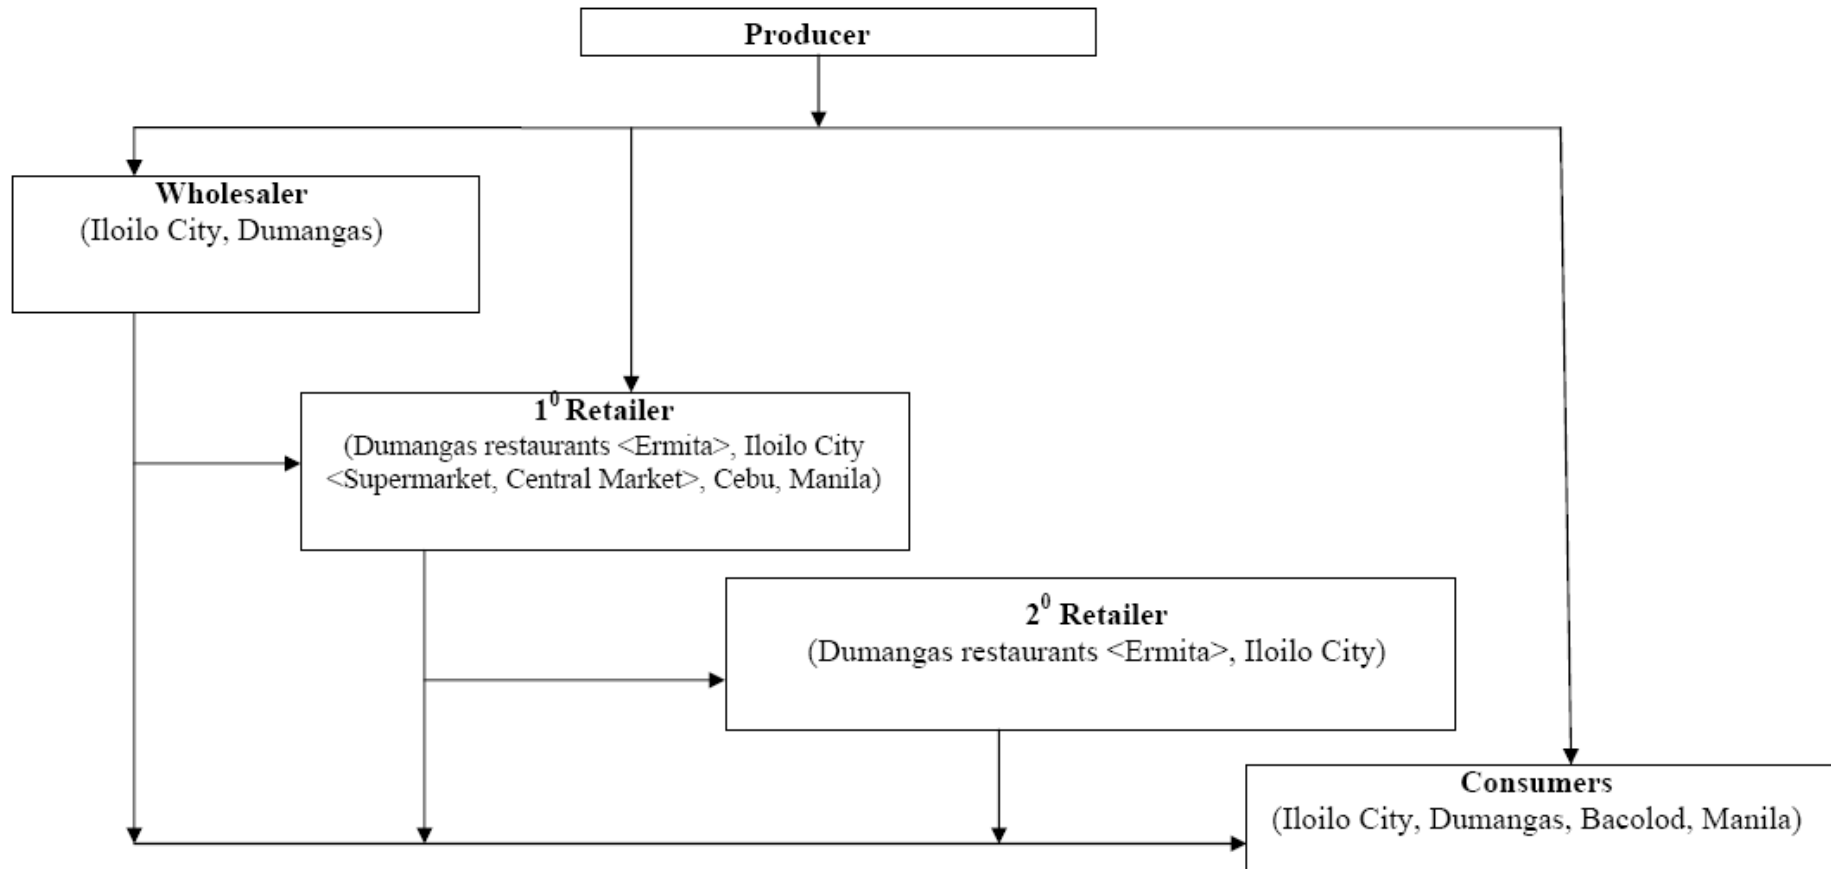 Producer
Wholesaler
(Iloilo City, Dumangas)
1⁰ Retailer
(Dumangas restaurants <Ermita>, Iloilo City
<Supermarket, Central Market>, Cebu, Manila)
2⁰ Retailer
(Dumangas restaurants <Ermita>, Iloilo City)
Consumers
(Iloilo City, Dumangas, Bacolod, Manila)